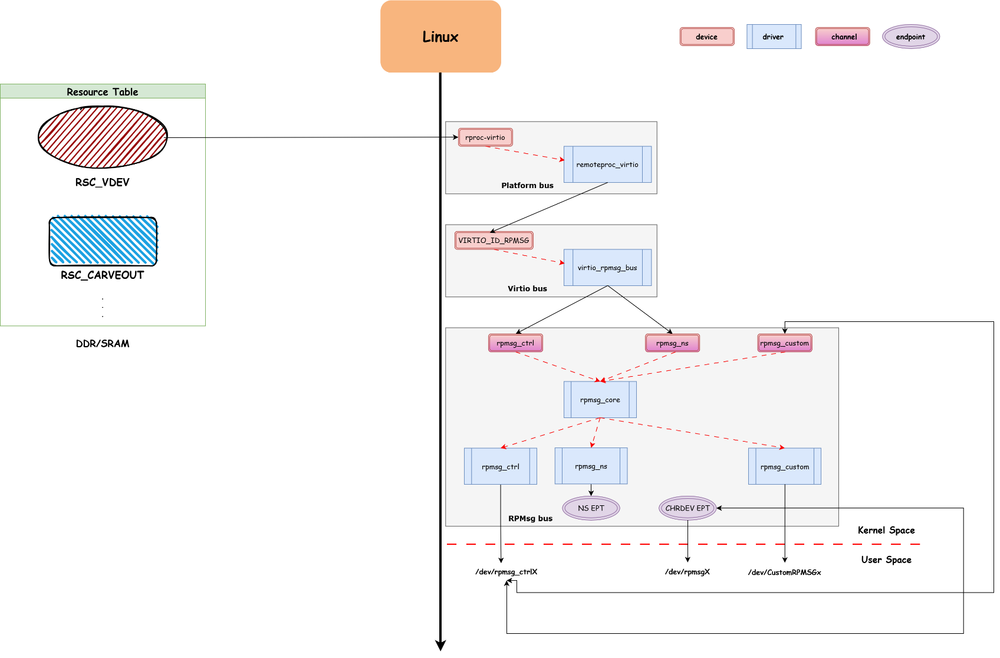 Linux
device
driver
channel
endpoint
Resource Table
RSC_VDEV
RSC_CARVEOUT
.
.
.
DDR/SRAM
rproc-virtio
remoteproc_virtio
Platform bus
VIRTIO_ID_RPMSG
virtio_rpmsg_bus
Virtio bus
rpmsg_ctrl
rpmsg_ns
rpmsg_custom
rpmsg_core
rpmsg_ctrl
rpmsg_ns
rpmsg_custom
NS EPT
CHRDEV EPT
RPMsg bus
Kernel Space
User Space
/dev/rpmsg_ctrlX
/dev/rpmsgX
/dev/CustomRPMSGx